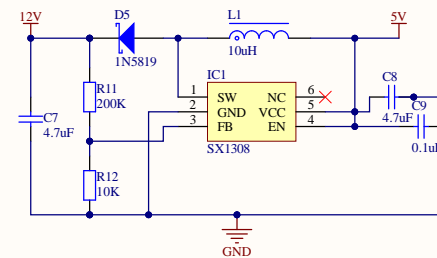 12V
D5
1N5819
L1
10uH
5V
R11
200K
IC1
1
2
3
SW
GND
FB
NC
VCC
EN
6
5
4
SX1308
C7
4.7uF
C8
4.7uF
C9
0.1uF
R12
10K
GND